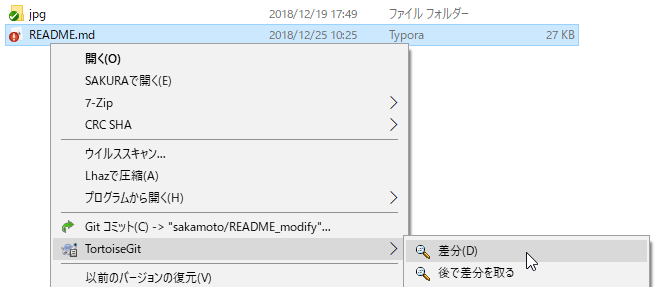 jpg 2018/12/19 17:49 ファイル フォルダー
README.md 2018/12/25 10:25 Typora 27 KB
開く(O)
SAKURAで開く(E)
7-Zip
CRC SHA
ウイルススキャン...
Lhazで圧縮(A)
プログラムから開く(H)
Git コミット(C) -> "sakamoto/README_modify"...
TortoiseGit
差分(D)
以前のバージョンの復元(V)
後で差分を取る